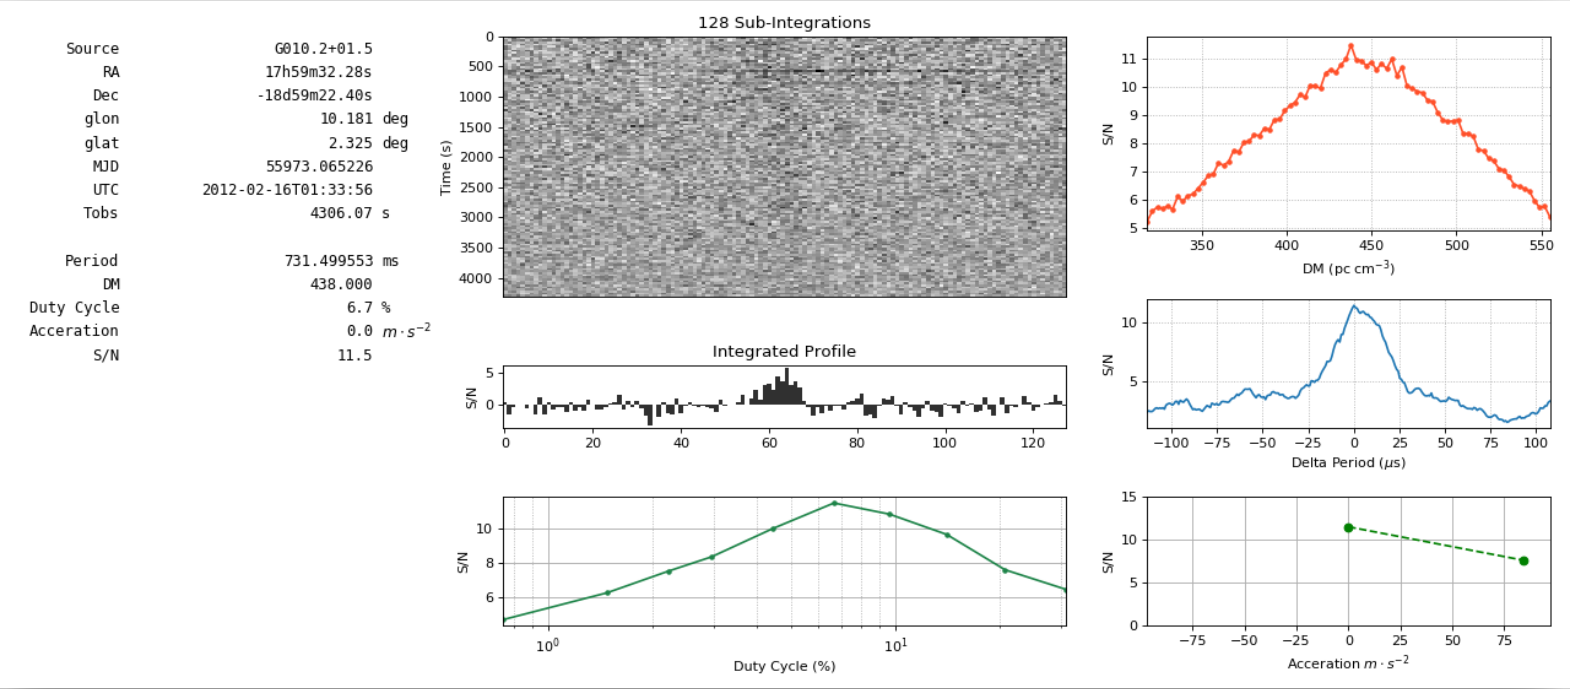 Source G010.2+01.5
RA 17h59m32.28s
Dec -18d59m22.40s
glon 10.181 deg
glat 2.325 deg
MJD 55973.065226
UTC 2012-02-16T01:33:56
Tobs 4306.07 s
Period 731.499553 ms
DM 438.000
Duty Cycle 6.7 %
Acceration 0.0 m · s⁻²
S/N 11.5
128 Sub-Integrations
0
500
1000
1500
2000
2500
3000
3500
4000
Time (s)
Integrated Profile
5
0
S/N
0 20 40 60 80 100 120
10
8
6
S/N
10⁰ 10¹
Duty Cycle (%)
11
10
9
8
7
6
5
S/N
350 400 450 500 550
DM (pc cm⁻³)
10
5
S/N
−100 −75 −50 −25 0 25 50 75 100
Delta Period (μs)
15
10
5
0
S/N
−75 −50 −25 0 25 50 75
Acceration m · s⁻²